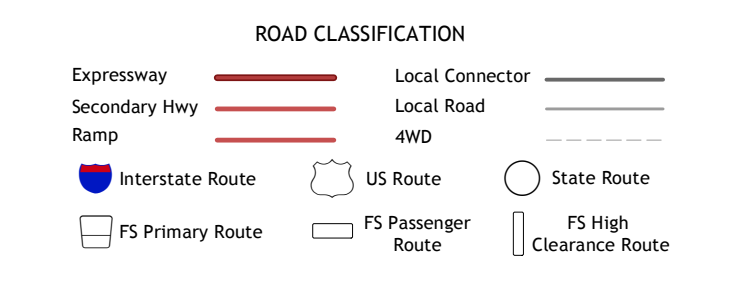 ROAD CLASSIFICATION
Expressway
Local Connector
Secondary Hwy
Local Road
Ramp
4WD
Interstate Route
US Route
State Route
FS Primary Route
FS Passenger
Route
FS High
Clearance Route